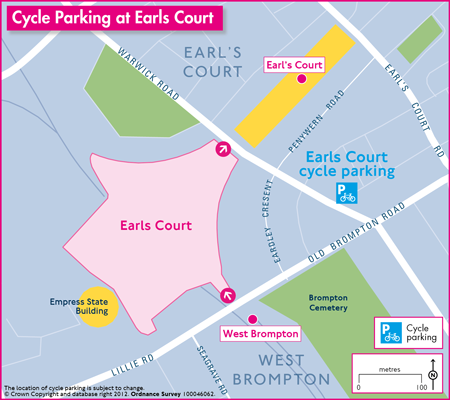 Cycle Parking at Earls Court
EARL'S
COURT
WARWICK ROAD
Earl's Court
EARLS COURT RD
PENYWERN ROAD
Earls Court
cycle parking
P
EARDLEY CRESENT
OLD BROMPTON ROAD
Earls Court
Empress State
Building
Brompton
Cemetery
West Brompton
LILLIE RD
SEAGRAVE RD
WEST
BROMPTON
P
Cycle
parking
metres
0
100
N
The location of cycle parking is subject to change.
© Crown Copyright and database right 2012. Ordnance Survey 100046062.